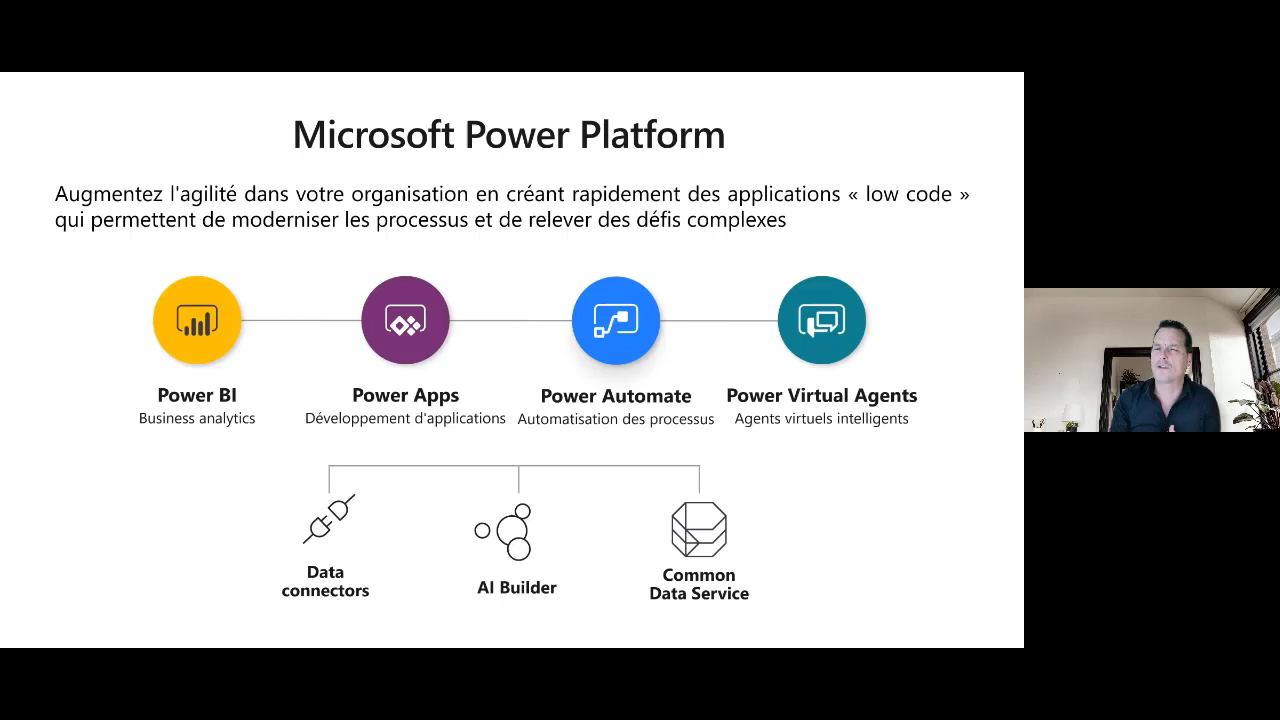 Microsoft Power Platform
Augmentez l'agilité dans votre organisation en créant rapidement des applications « low code »
qui permettent de moderniser les processus et de relever des défis complexes
Power BI
Business analytics
Power Apps
Développement d'applications
Power Automate
Automatisation des processus
Power Virtual Agents
Agents virtuels intelligents
Data
connectors
AI Builder
Common
Data Service